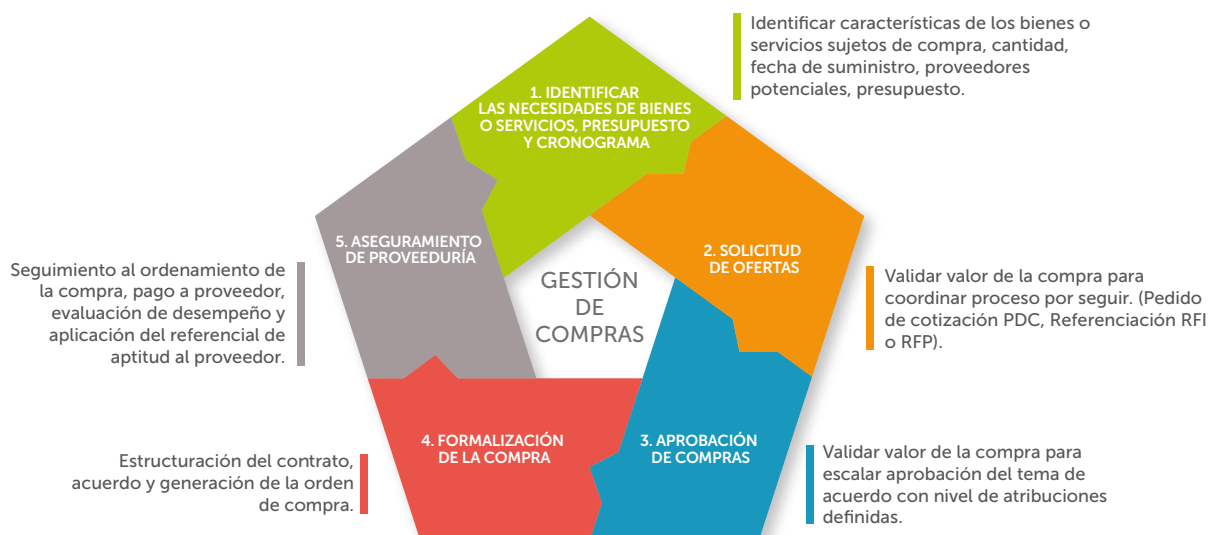 Identificar características de los bienes o
servicios sujetos de compra, cantidad,
fecha de suministro, proveedores
potenciales, presupuesto.
1. IDENTIFICAR
LAS NECESIDADES DE BIENES
O SERVICIOS, PRESUPUESTO
Y CRONOGRAMA
2. SOLICITUD
DE OFERTAS
Validar valor de la compra para
coordinar proceso por seguir. (Pedido
de cotización PDC, Referenciación RFI
o RFP).
3. APROBACIÓN
DE COMPRAS
Validar valor de la compra para
escalar aprobación del tema de
acuerdo con nivel de atribuciones
definidas.
4. FORMALIZACIÓN
DE LA COMPRA
Estructuración del contrato,
acuerdo y generación de la orden
de compra.
5. ASEGURAMIENTO
DE PROVEEDURÍA
Seguimiento al ordenamiento de
la compra, pago a proveedor,
evaluación de desempeño y
aplicación del referencial de
aptitud al proveedor.
GESTIÓN
DE
COMPRAS